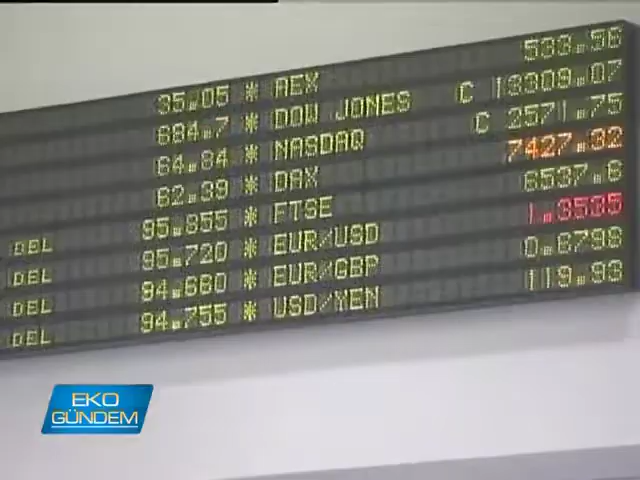 35.05 * AEX 533.56
684.7 * DOW JONES C 13309.07
64.84 * NASDAQ C 2571.75
62.39 * DAX 7427.32
DEL 95.855 * FTSE 6537.6
DEL 95.720 * EUR/USD 1.3535
DEL 94.680 * EUR/GBP 0.6798
DEL 94.755 * USD/YEN 119.93
EKO
GÜNDEM